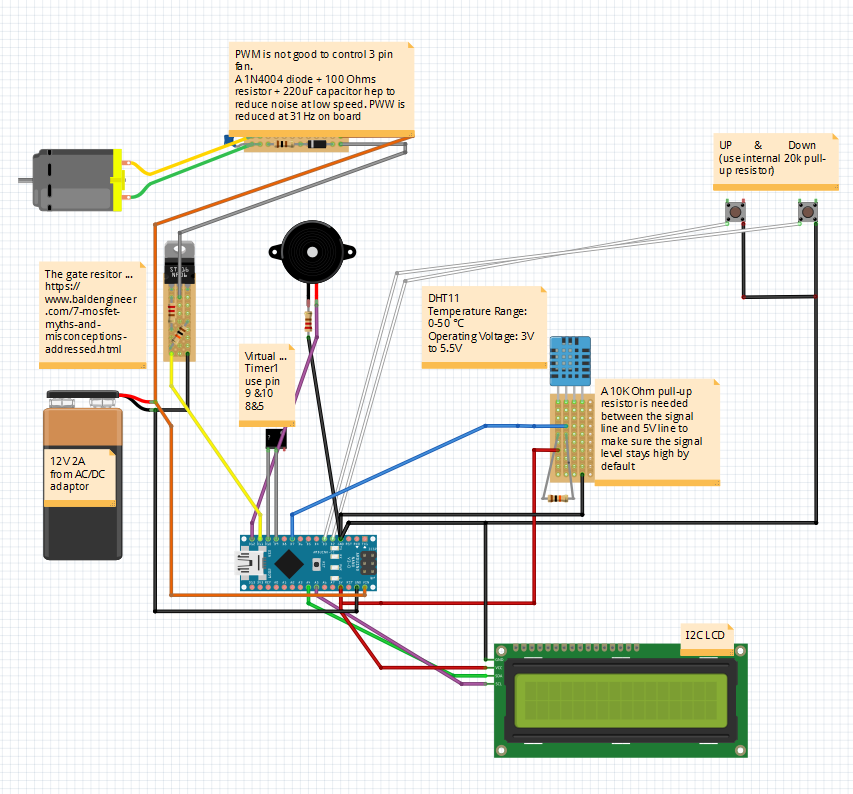 PWM is not good to control 3 pin
fan.
A 1N4004 diode + 100 Ohms
resistor + 220uF capacitor hep to
reduce noise at low speed. PWW is
reduced at 31Hz on board
UP & Down
(use internal 20k pull-
up resistor)
The gate resitor ...
https://
www.baldengineer
.com/7-mosfet-
myths-and-
misconceptions-
addressed.html
DHT11
Temperature Range:
0-50 °C
Operating Voltage: 3V
to 5.5V
Virtual ...
Timer1
use pin
9 &10
8&5
A 10K Ohm pull-up
resistor is needed
between the signal
line and 5V line to
make sure the signal
level stays high by
default
12V 2A
from AC/DC
adaptor
I2C LCD